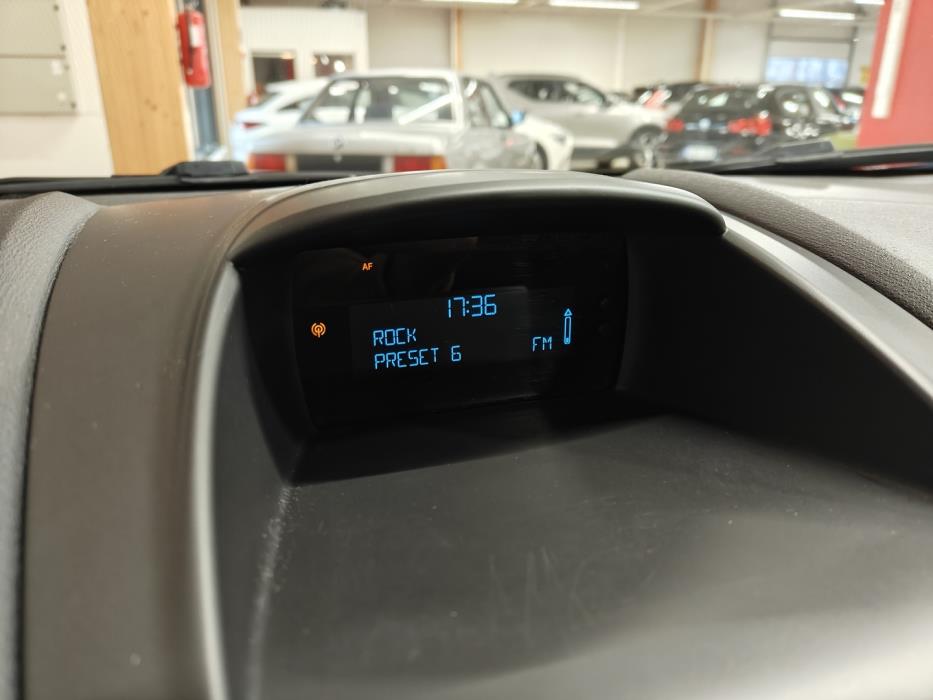 AF
17:36
ROCK
PRESET 6 FM